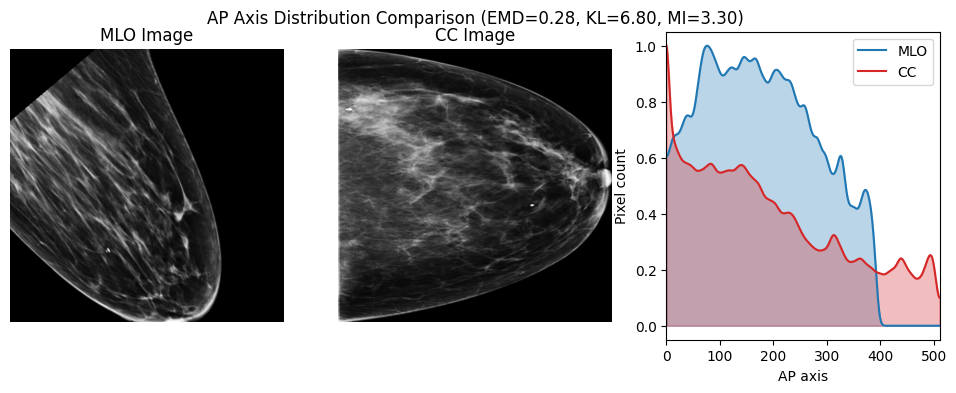 AP Axis Distribution Comparison (EMD=0.28, KL=6.80, MI=3.30)
MLO Image
CC Image
MLO
CC
Pixel count
1.0
0.8
0.6
0.4
0.2
0.0
0 100 200 300 400 500
AP axis